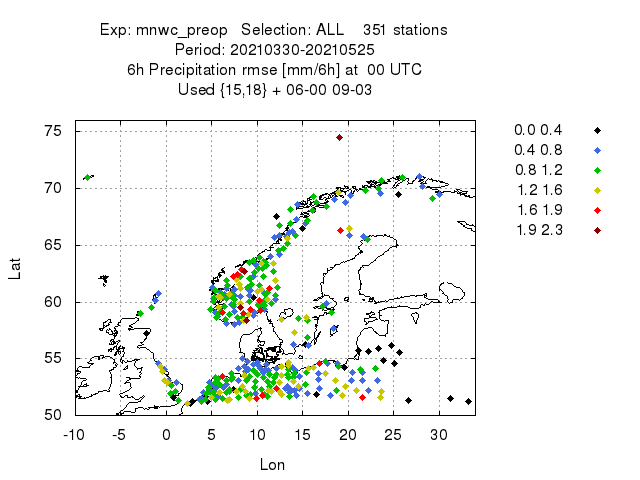 Exp: mnwc_preop Selection: ALL 351 stations
Period: 20210330-20210525
6h Precipitation rmse [mm/6h] at 00 UTC
Used {15,18} + 06-00 09-03
75
70
65
60
55
50
-10 -5 0 5 10 15 20 25 30
Lat
Lon
0.0 0.4
0.4 0.8
0.8 1.2
1.2 1.6
1.6 1.9
1.9 2.3